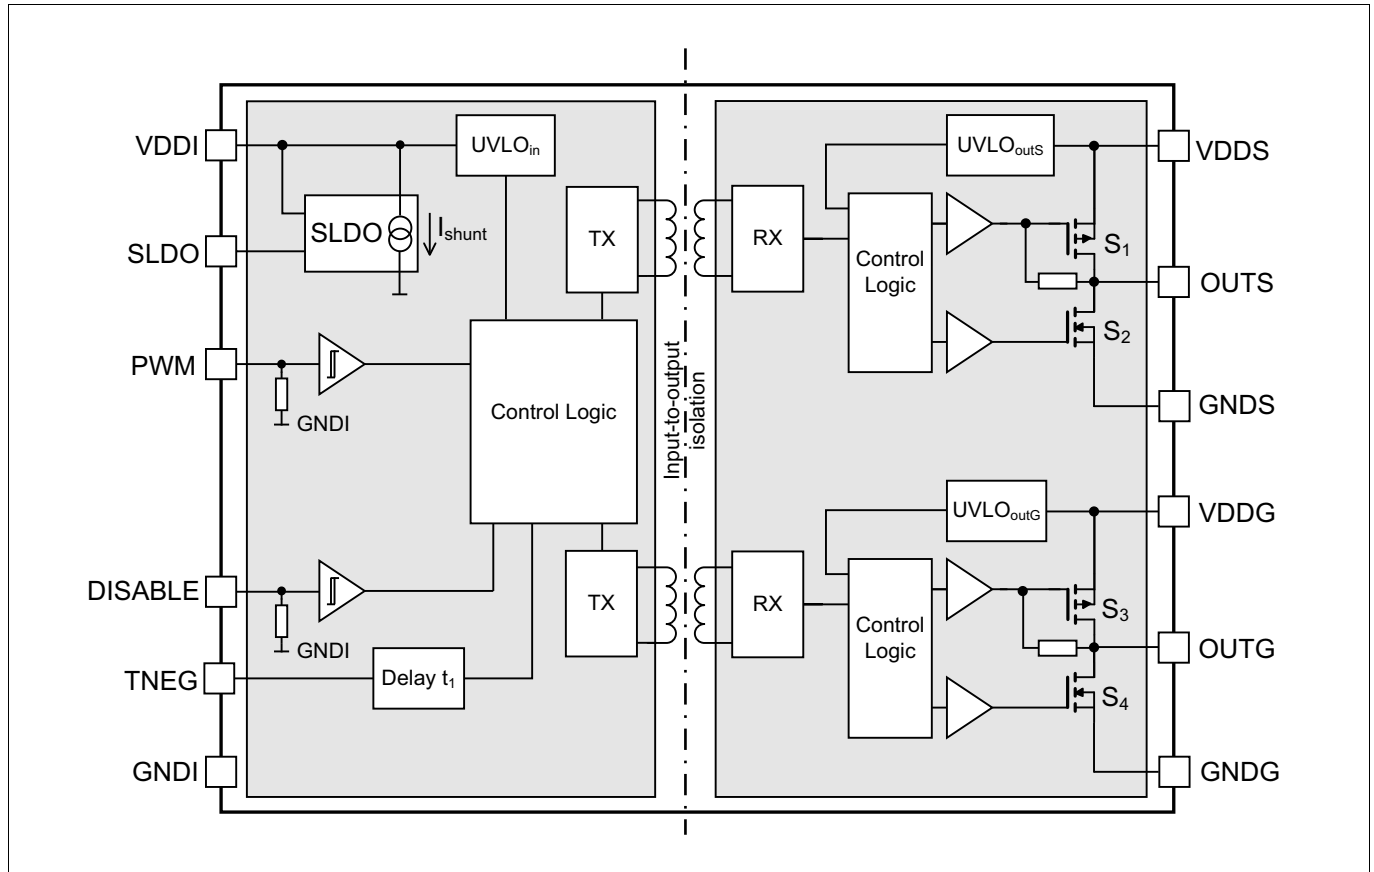 VDDI
SLDO
PWM
DISABLE
TNEG
GNDI
UVLOin
SLDO
Ishunt
TX
GNDI
Control Logic
GNDI
Delay t1
TX
Input-to-output
isolation
RX
UVLOoutS
Control
Logic
S1
S2
RX
UVLOoutG
Control
Logic
S3
S4
VDDS
OUTS
GNDS
VDDG
OUTG
GNDG